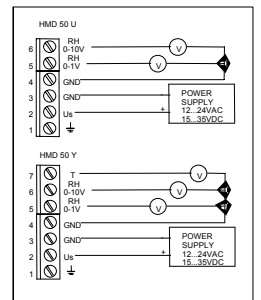 HMD 50 U
6 RH 0-10V V
5 RH 0-1V V
4 GND
3 GND - POWER SUPPLY
2 Us + 12...24VAC
1 15...35VDC
HMD 50 Y
7 T V
6 RH 0-10V V
5 RH 0-1V V
4 GND
3 GND - POWER SUPPLY
2 Us + 12...24VAC
1 15...35VDC